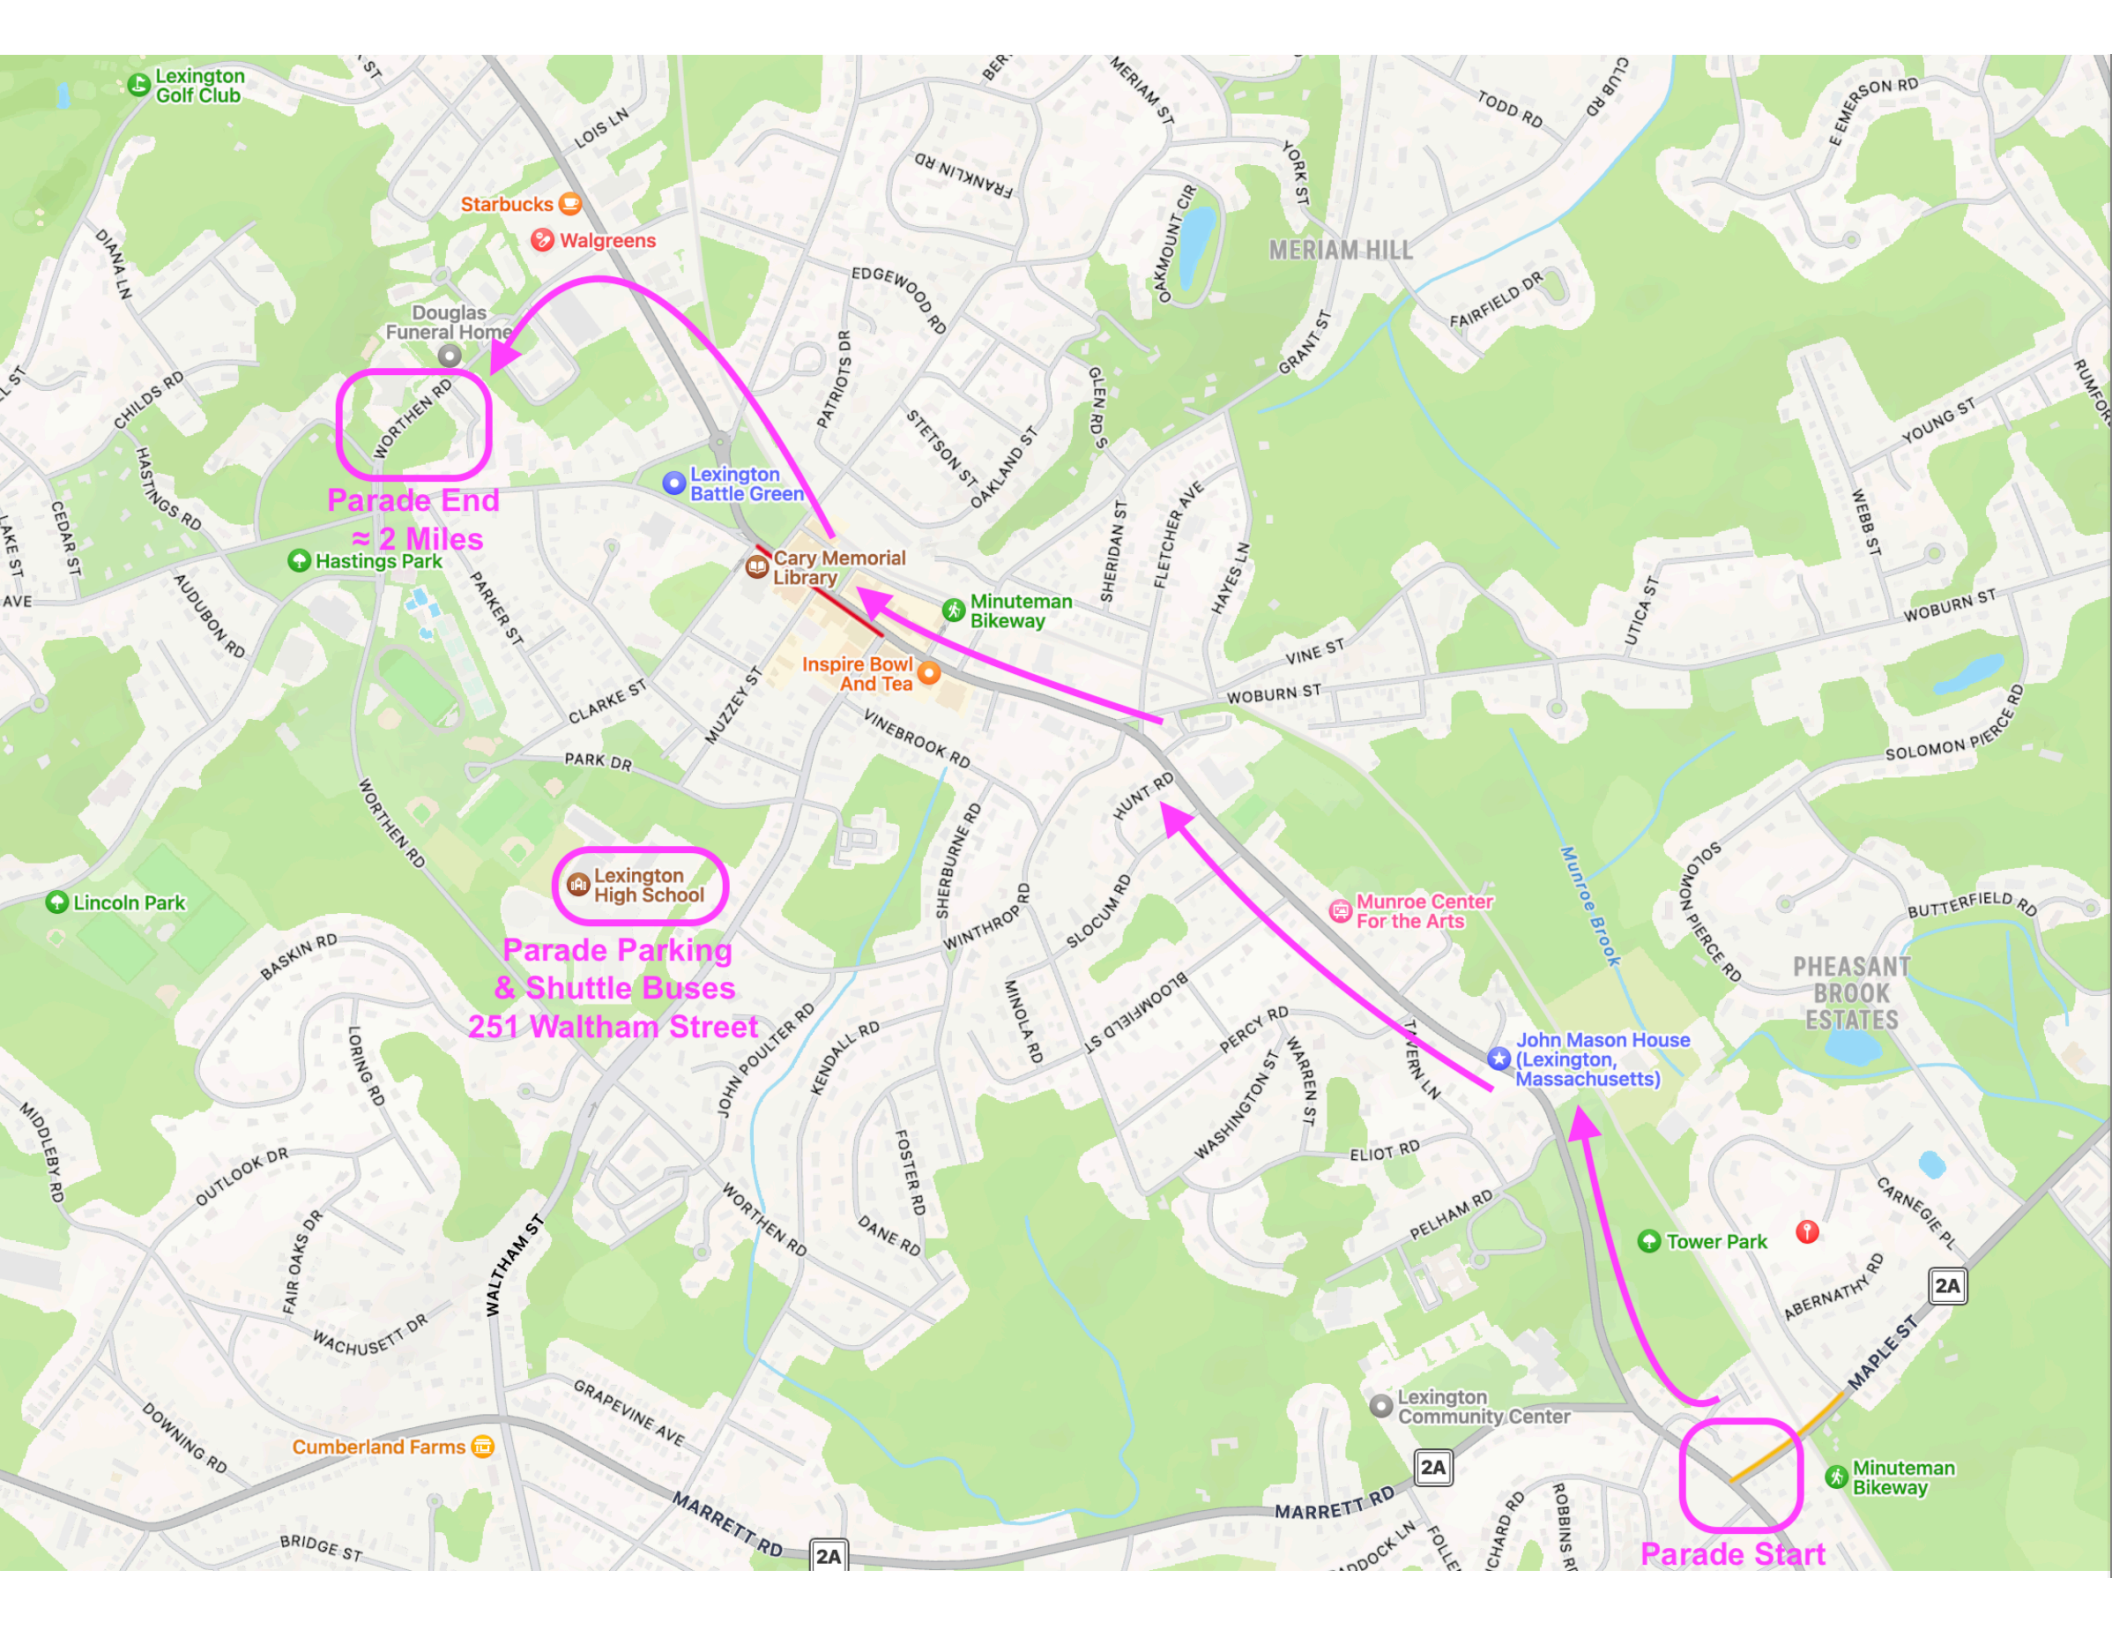 Lexington
Golf Club
K ST
LOIS LN
MERIAM ST
TODD RD
CLUB RD
E EMERSON RD
FRANKLIN RD
YORK ST
OAKMOUNT CIR
Starbucks
Walgreens
DIANA LN
MERIAM HILL
EDGEWOOD RD
FAIRFIELD DR
Douglas
Funeral Home
PATRIOTS DR
GRANT ST
CHILDS RD
WORTHEN RD
GLEN RD S
YOUNG ST
STETSON ST
OAKLAND ST
HASTINGS RD
Lexington
Battle Green
Parade End
≈ 2 Miles
CEDAR ST
LAKE ST
Hastings Park
WEBB ST
SHERIDAN ST
FLETCHER AVE
HAYES LN
Cary Memorial
Library
AVE
AUDUBON RD
PARKER ST
Minuteman
Bikeway
UTICA ST
WOBURN ST
VINE ST
Inspire Bowl
And Tea
WOBURN ST
CLARKE ST
MUZZEY ST
VINEBROOK RD
SOLOMON PIERCE RD
PARK DR
HUNT RD
WORTHEN RD
SHERBURNE RD
Munroe Brook
SOLOMON PIERCE RD
Lexington
High School
Lincoln Park
SLOCUM RD
WINTHROP RD
Munroe Center
For the Arts
BUTTERFIELD RD
Parade Parking
& Shuttle Buses
251 Waltham Street
BASKIN RD
PHEASANT
BROOK
ESTATES
MINOLA RD
BLOOMFIELD ST
PERCY RD
TAVERN LN
LORING RD
JOHN POULTER RD
KENDALL RD
John Mason House
(Lexington,
Massachusetts)
WARREN ST
WASHINGTON ST
MIDDLEBY RD
OUTLOOK DR
FOSTER RD
ELIOT RD
CARNEGIE PL
WORTHEN RD
DANE RD
PELHAM RD
Tower Park
WALTHAM ST
FAIR OAKS DR
ABERNATHY RD
2A
WACHUSETT DR
MAPLE ST
GRAPEVINE AVE
Lexington
Community Center
DOWNING RD
Cumberland Farms
2A
MARRETT RD
MARRETT RD
Minuteman
Bikeway
ROBBINS RD
BRIDGE ST
2A
Parade Start